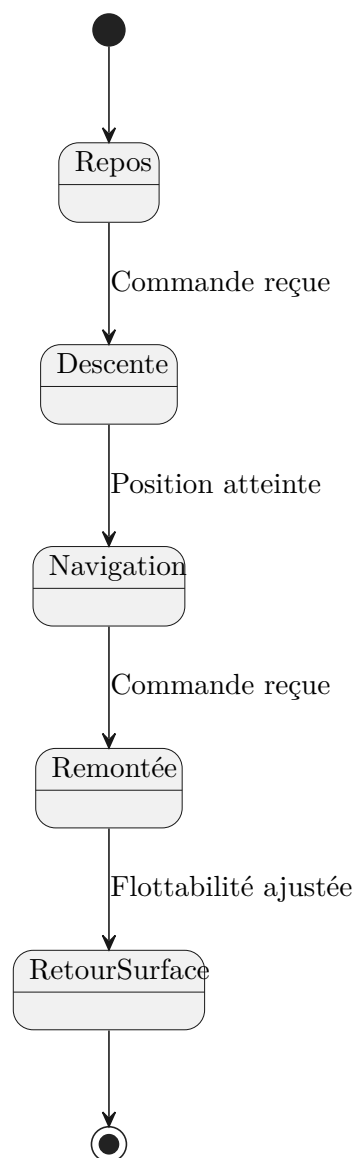 Repos
Commande reçue
Descente
Position atteinte
Navigation
Commande reçue
Remontée
Flottabilité ajustée
RetourSurface